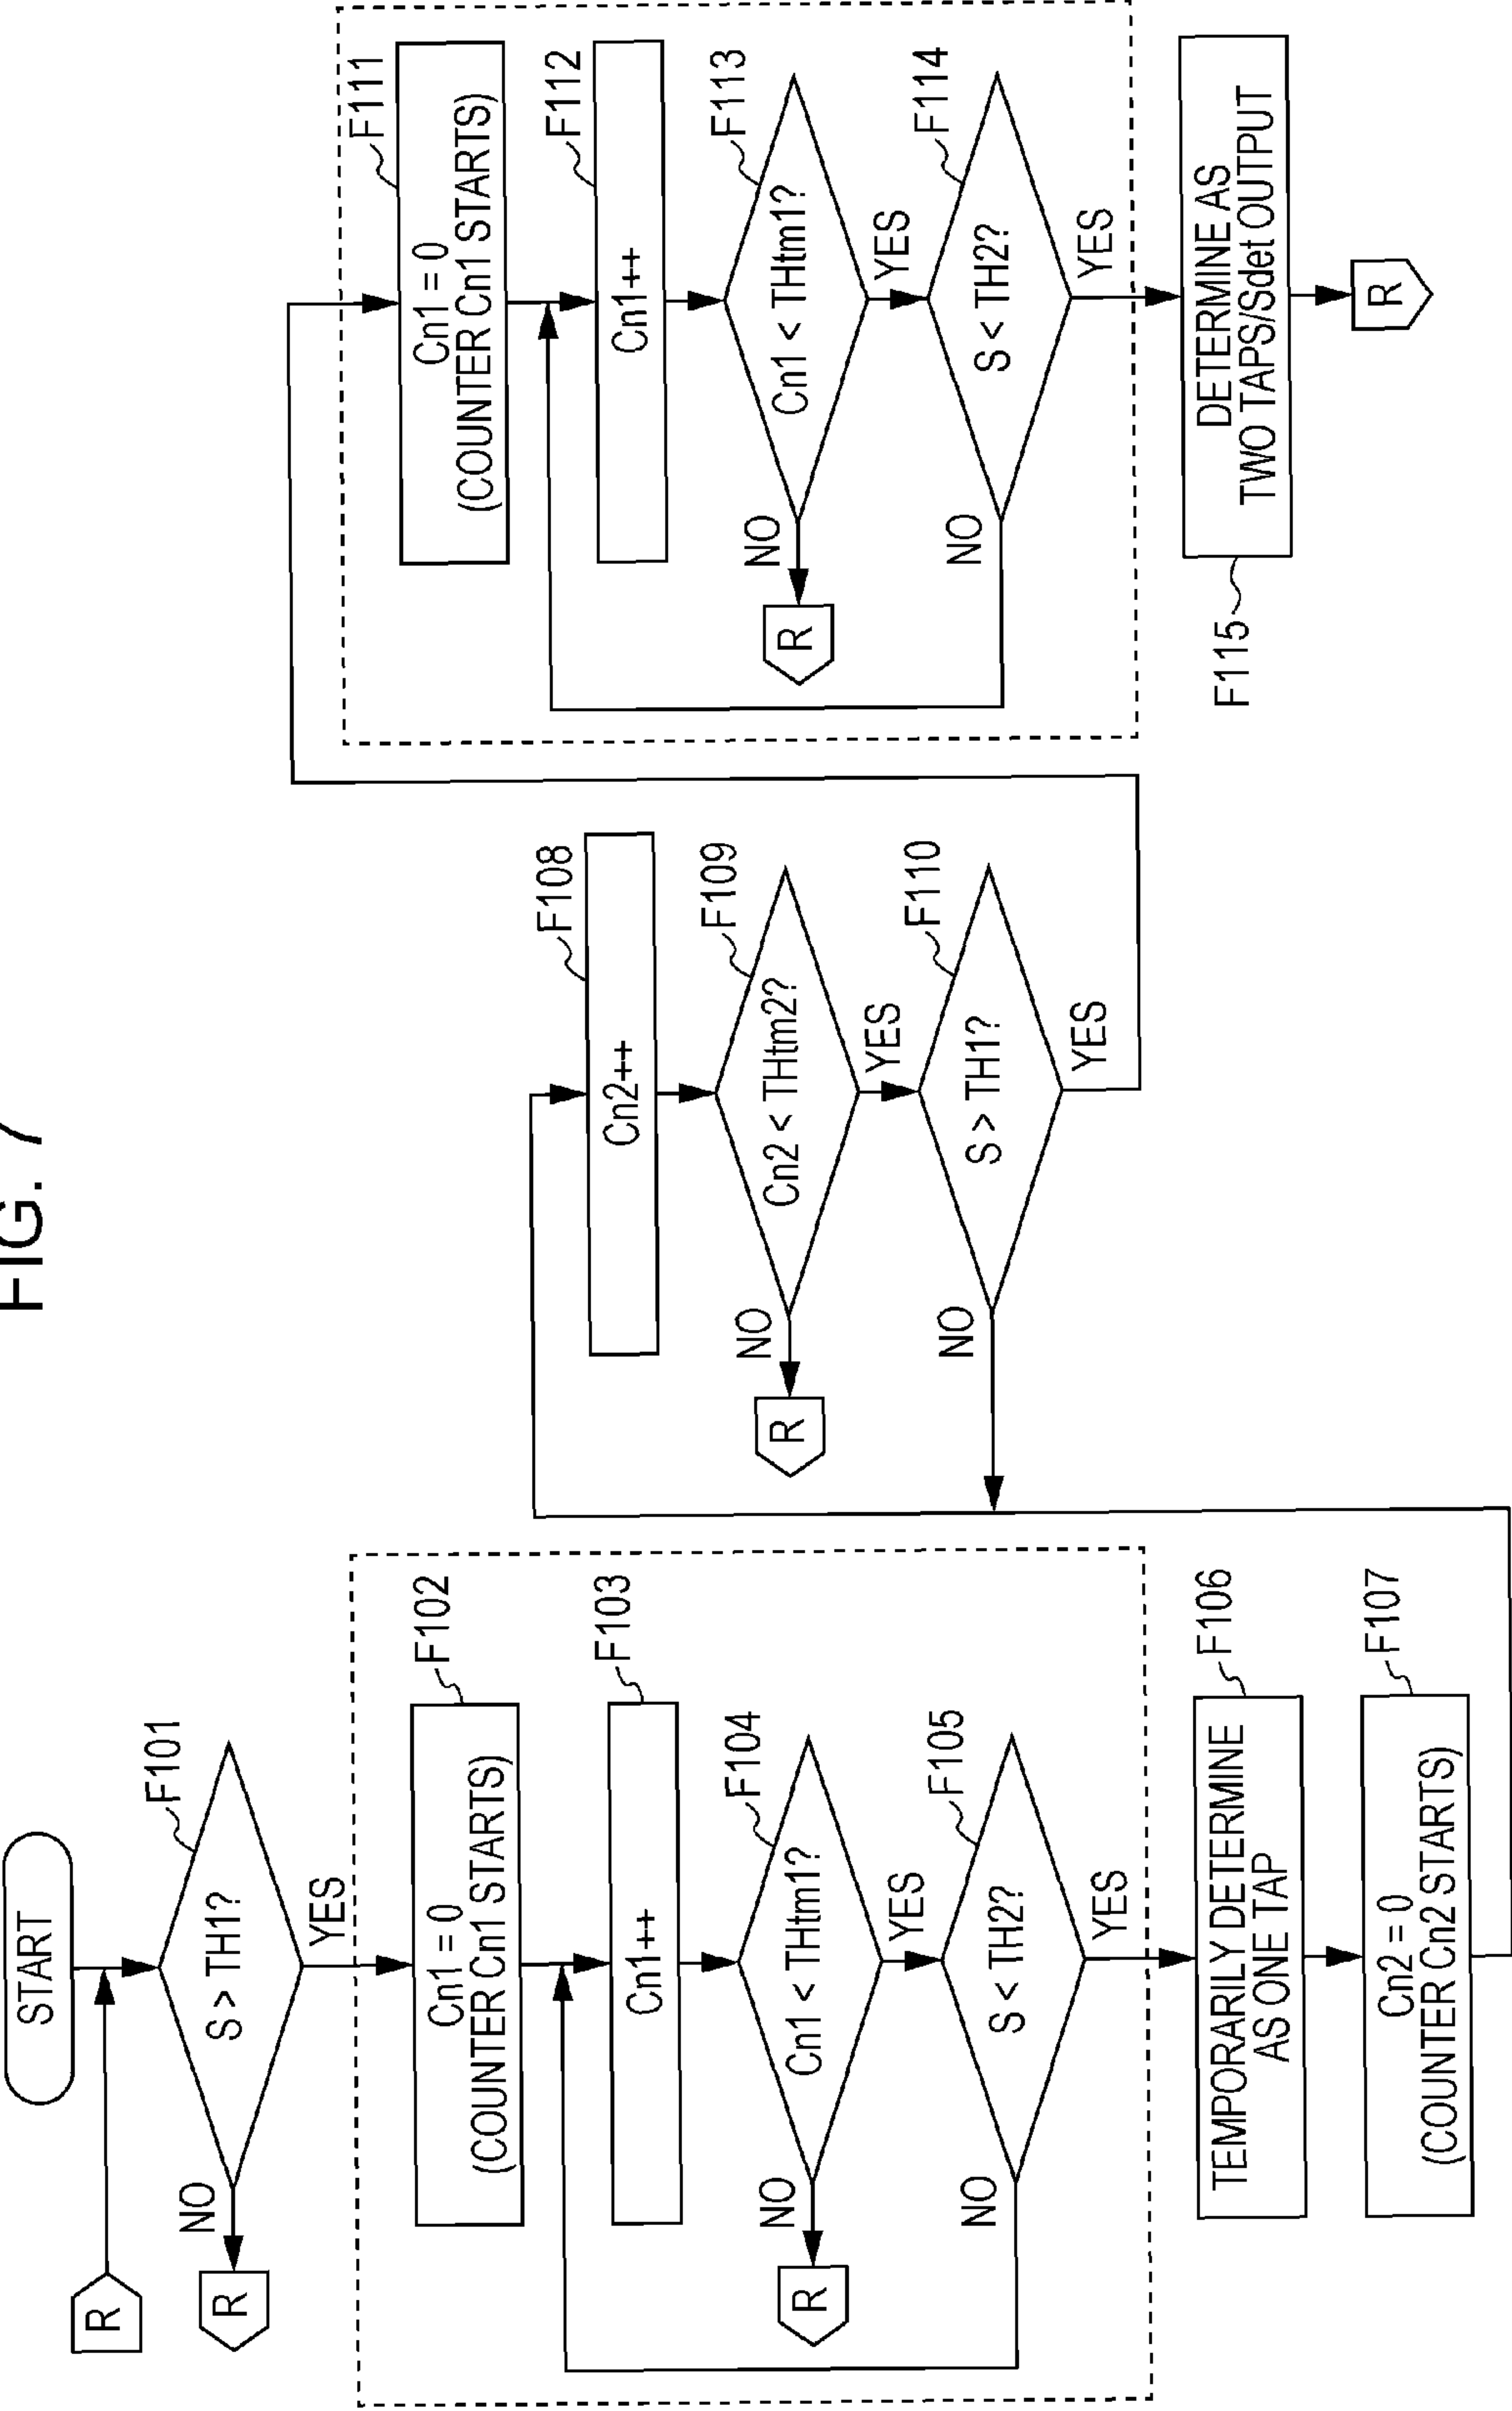 FIG. 7
START
R
F101
S > TH1?
NO
R
YES
F102
Cn1 = 0
(COUNTER Cn1 STARTS)
F103
Cn1++
F104
Cn1 < THtm1?
NO
R
YES
F105
S < TH2?
NO
YES
F106
TEMPORARILY DETERMINE
AS ONE TAP
F107
Cn2 = 0
(COUNTER Cn2 STARTS)
F108
Cn2++
F109
Cn2 < THtm2?
NO
R
YES
F110
S > TH1?
NO
YES
F111
Cn1 = 0
(COUNTER Cn1 STARTS)
F112
Cn1++
F113
Cn1 < THtm1?
NO
R
YES
F114
S < TH2?
NO
YES
F115
DETERMINE AS
TWO TAPS/Sdet OUTPUT
R